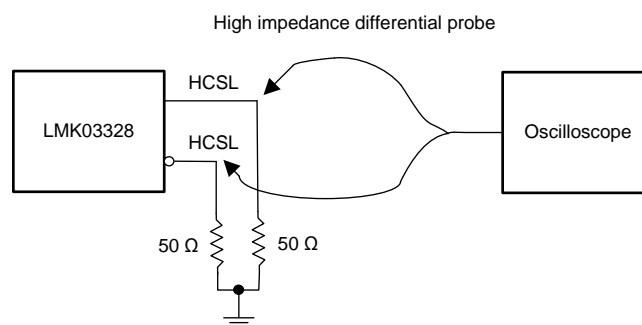 High impedance differential probe
HCSL
LMK03328
HCSL
Oscilloscope
50 Ω
50 Ω